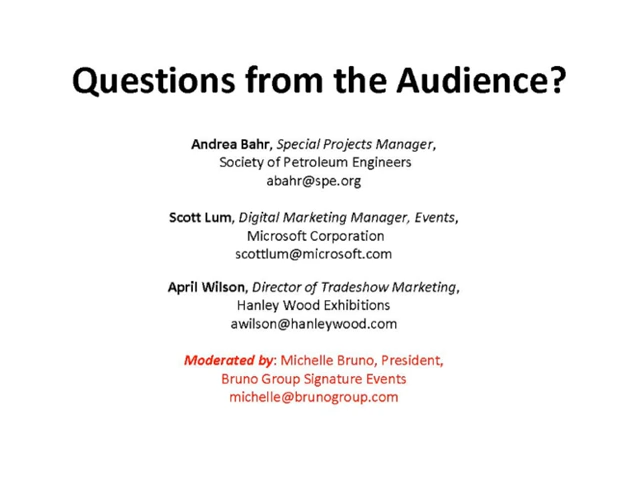 Questions from the Audience?
Andrea Bahr, Special Projects Manager,
Society of Petroleum Engineers
abahr@spe.org
Scott Lum, Digital Marketing Manager, Events,
Microsoft Corporation
scottlum@microsoft.com
April Wilson, Director of Tradeshow Marketing,
Hanley Wood Exhibitions
awilson@hanleywood.com
Moderated by: Michelle Bruno, President,
Bruno Group Signature Events
michelle@brunogroup.com